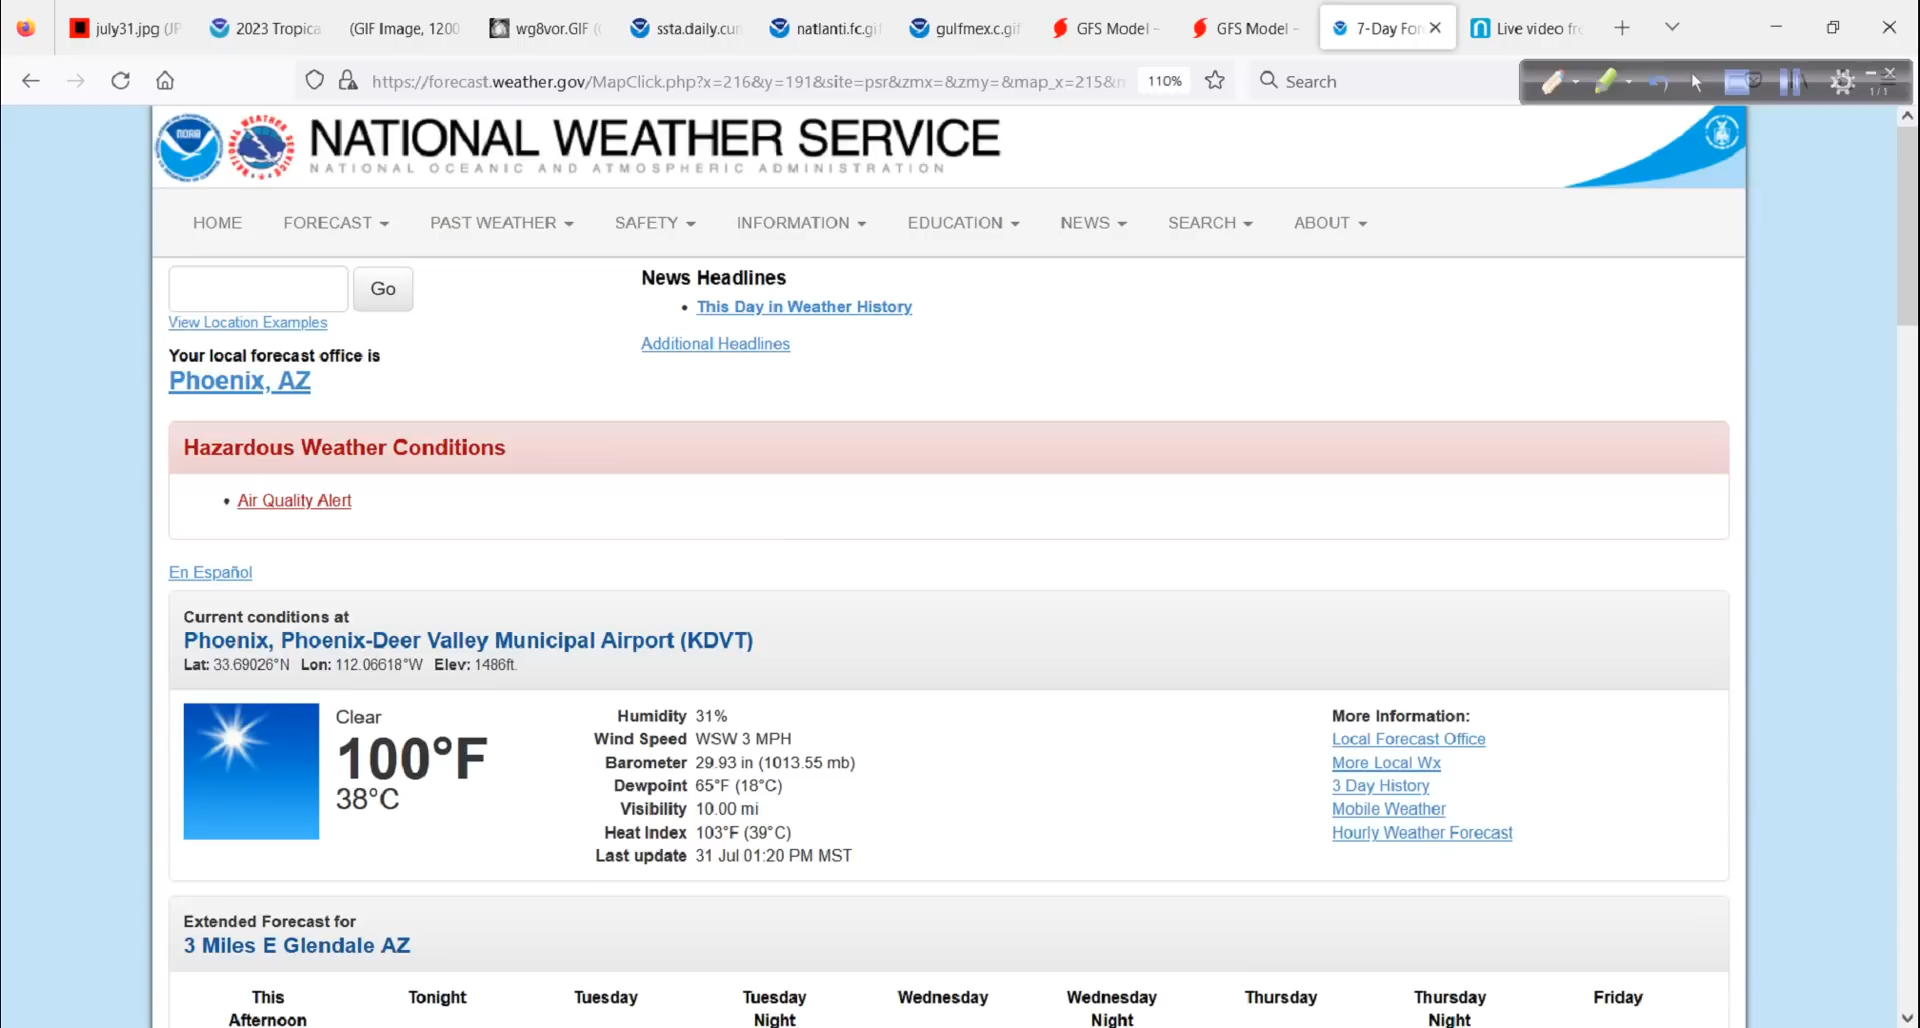 july31.jpg (JP
2023 Tropica
(GIF Image, 1200
wg8vor.GIF (
ssta.daily.cur
natlanti.fc.gi
gulfmex.c.gif
GFS Model –
GFS Model –
7-Day For
Live video fr
https://forecast.weather.gov/MapClick.php?x=216&y=191&site=psr&zmx=&zmy=&map_x=215&
110%
Search
1/1
NOAA
NATIONAL WEATHER SERVICE
NATIONAL OCEANIC AND ATMOSPHERIC ADMINISTRATION
HOME FORECAST PAST WEATHER SAFETY INFORMATION EDUCATION NEWS SEARCH ABOUT
Go
View Location Examples
News Headlines
• This Day in Weather History
Additional Headlines
Your local forecast office is
Phoenix, AZ
Hazardous Weather Conditions
• Air Quality Alert
En Español
Current conditions at
Phoenix, Phoenix-Deer Valley Municipal Airport (KDVT)
Lat: 33.69026°N Lon: 112.06618°W Elev: 1486ft.
Clear
100°F
38°C
Humidity 31%
Wind Speed WSW 3 MPH
Barometer 29.93 in (1013.55 mb)
Dewpoint 65°F (18°C)
Visibility 10.00 mi
Heat Index 103°F (39°C)
Last update 31 Jul 01:20 PM MST
More Information:
Local Forecast Office
More Local Wx
3 Day History
Mobile Weather
Hourly Weather Forecast
Extended Forecast for
3 Miles E Glendale AZ
This Afternoon
Tonight
Tuesday
Tuesday Night
Wednesday
Wednesday Night
Thursday
Thursday Night
Friday